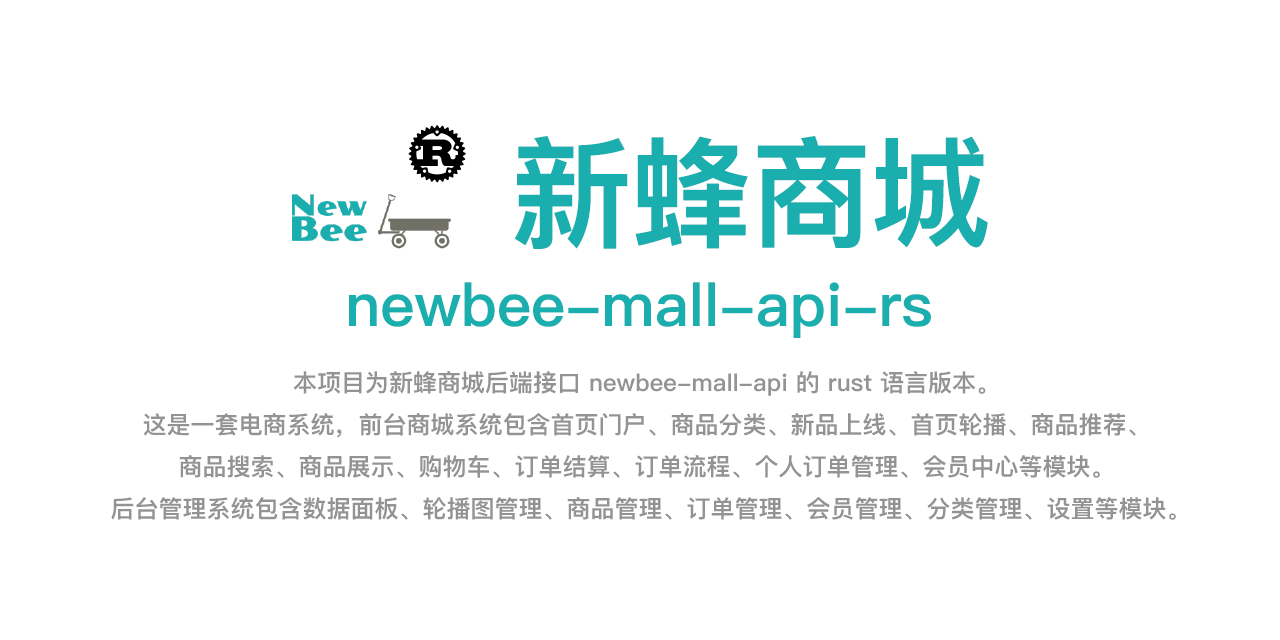 R
New
Bee
新蜂商城
newbee-mall-api-rs
本项目为新蜂商城后端接口 newbee-mall-api 的 rust 语言版本。
这是一套电商系统，前台商城系统包含首页门户、商品分类、新品上线、首页轮播、商品推荐、
商品搜索、商品展示、购物车、订单结算、订单流程、个人订单管理、会员中心等模块。
后台管理系统包含数据面板、轮播图管理、商品管理、订单管理、会员管理、分类管理、设置等模块。